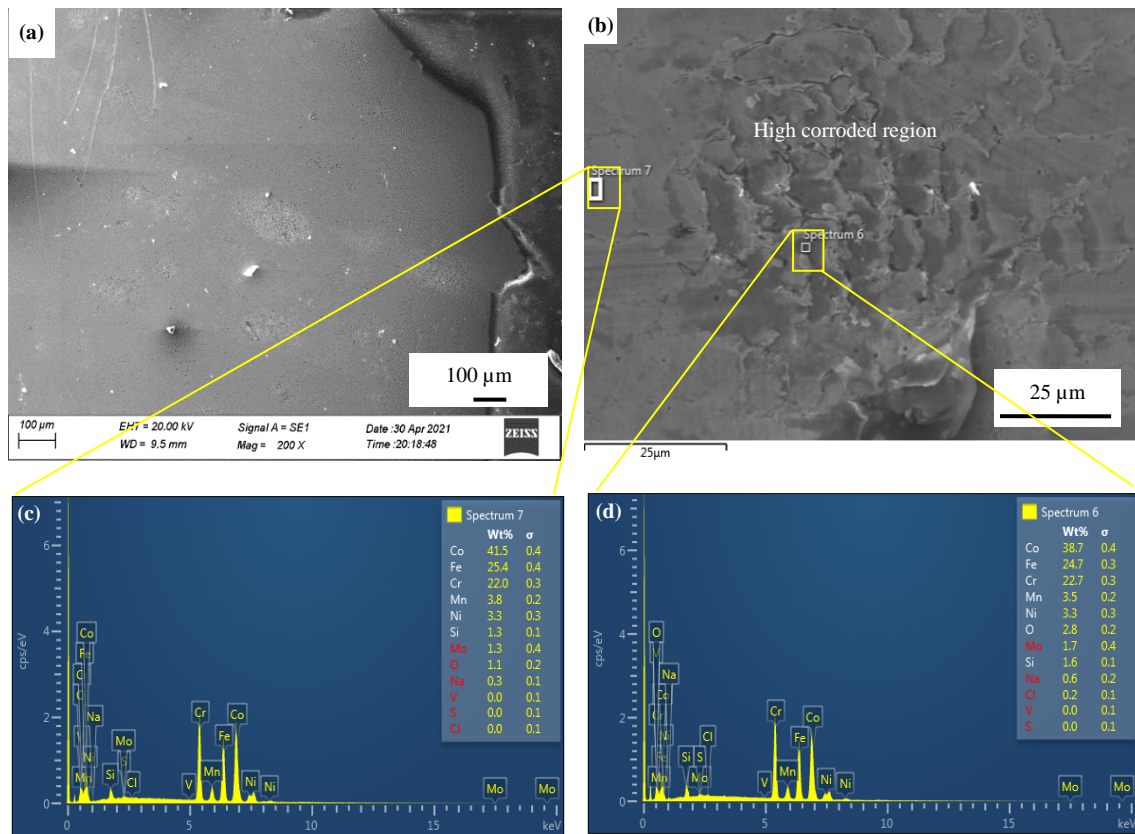 (a)
100 µm
100 µm
EHT = 20.00 kV
Signal A = SE1
Date :30 Apr 2021
WD = 9.5 mm
Mag = 200 X
Time :20:18:48
ZEISS
(b)
High corroded region
Spectrum 7
Spectrum 6
25 µm
25µm
(c)
Spectrum 7
Wt% σ
Co 41.5 0.4
Fe 25.4 0.4
Cr 22.0 0.3
Mn 3.8 0.2
Ni 3.3 0.3
Si 1.3 0.1
Mo 1.3 0.4
O 1.1 0.2
Na 0.3 0.1
V 0.0 0.1
S 0.0 0.1
Cl 0.0 0.1
6
4
2
0
cps/eV
Co
Fe
Na
Ni
Mn
Si
Mo
S
Cl
V
Cr
Mn
Fe
Co
Ni
Ni
Mo
Mo
0 5 10 15 keV
(d)
Spectrum 6
Wt% σ
Co 38.7 0.4
Fe 24.7 0.3
Cr 22.7 0.3
Mn 3.5 0.2
Ni 3.3 0.3
O 2.8 0.2
Mo 1.7 0.4
Si 1.6 0.1
Na 0.6 0.2
Cl 0.2 0.1
V 0.0 0.1
S 0.0 0.1
6
4
2
0
cps/eV
O
V
Na
Co
Cr
Ni
Fe
Mn
Si
S
Mo
Cl
V
Cr
Mn
Fe
Co
Ni
Ni
Mo
Mo
0 5 10 15 keV